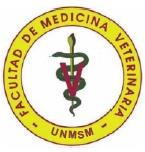 FACULTAD DE MEDICINA VETERINARIA
V
- UNMSM -